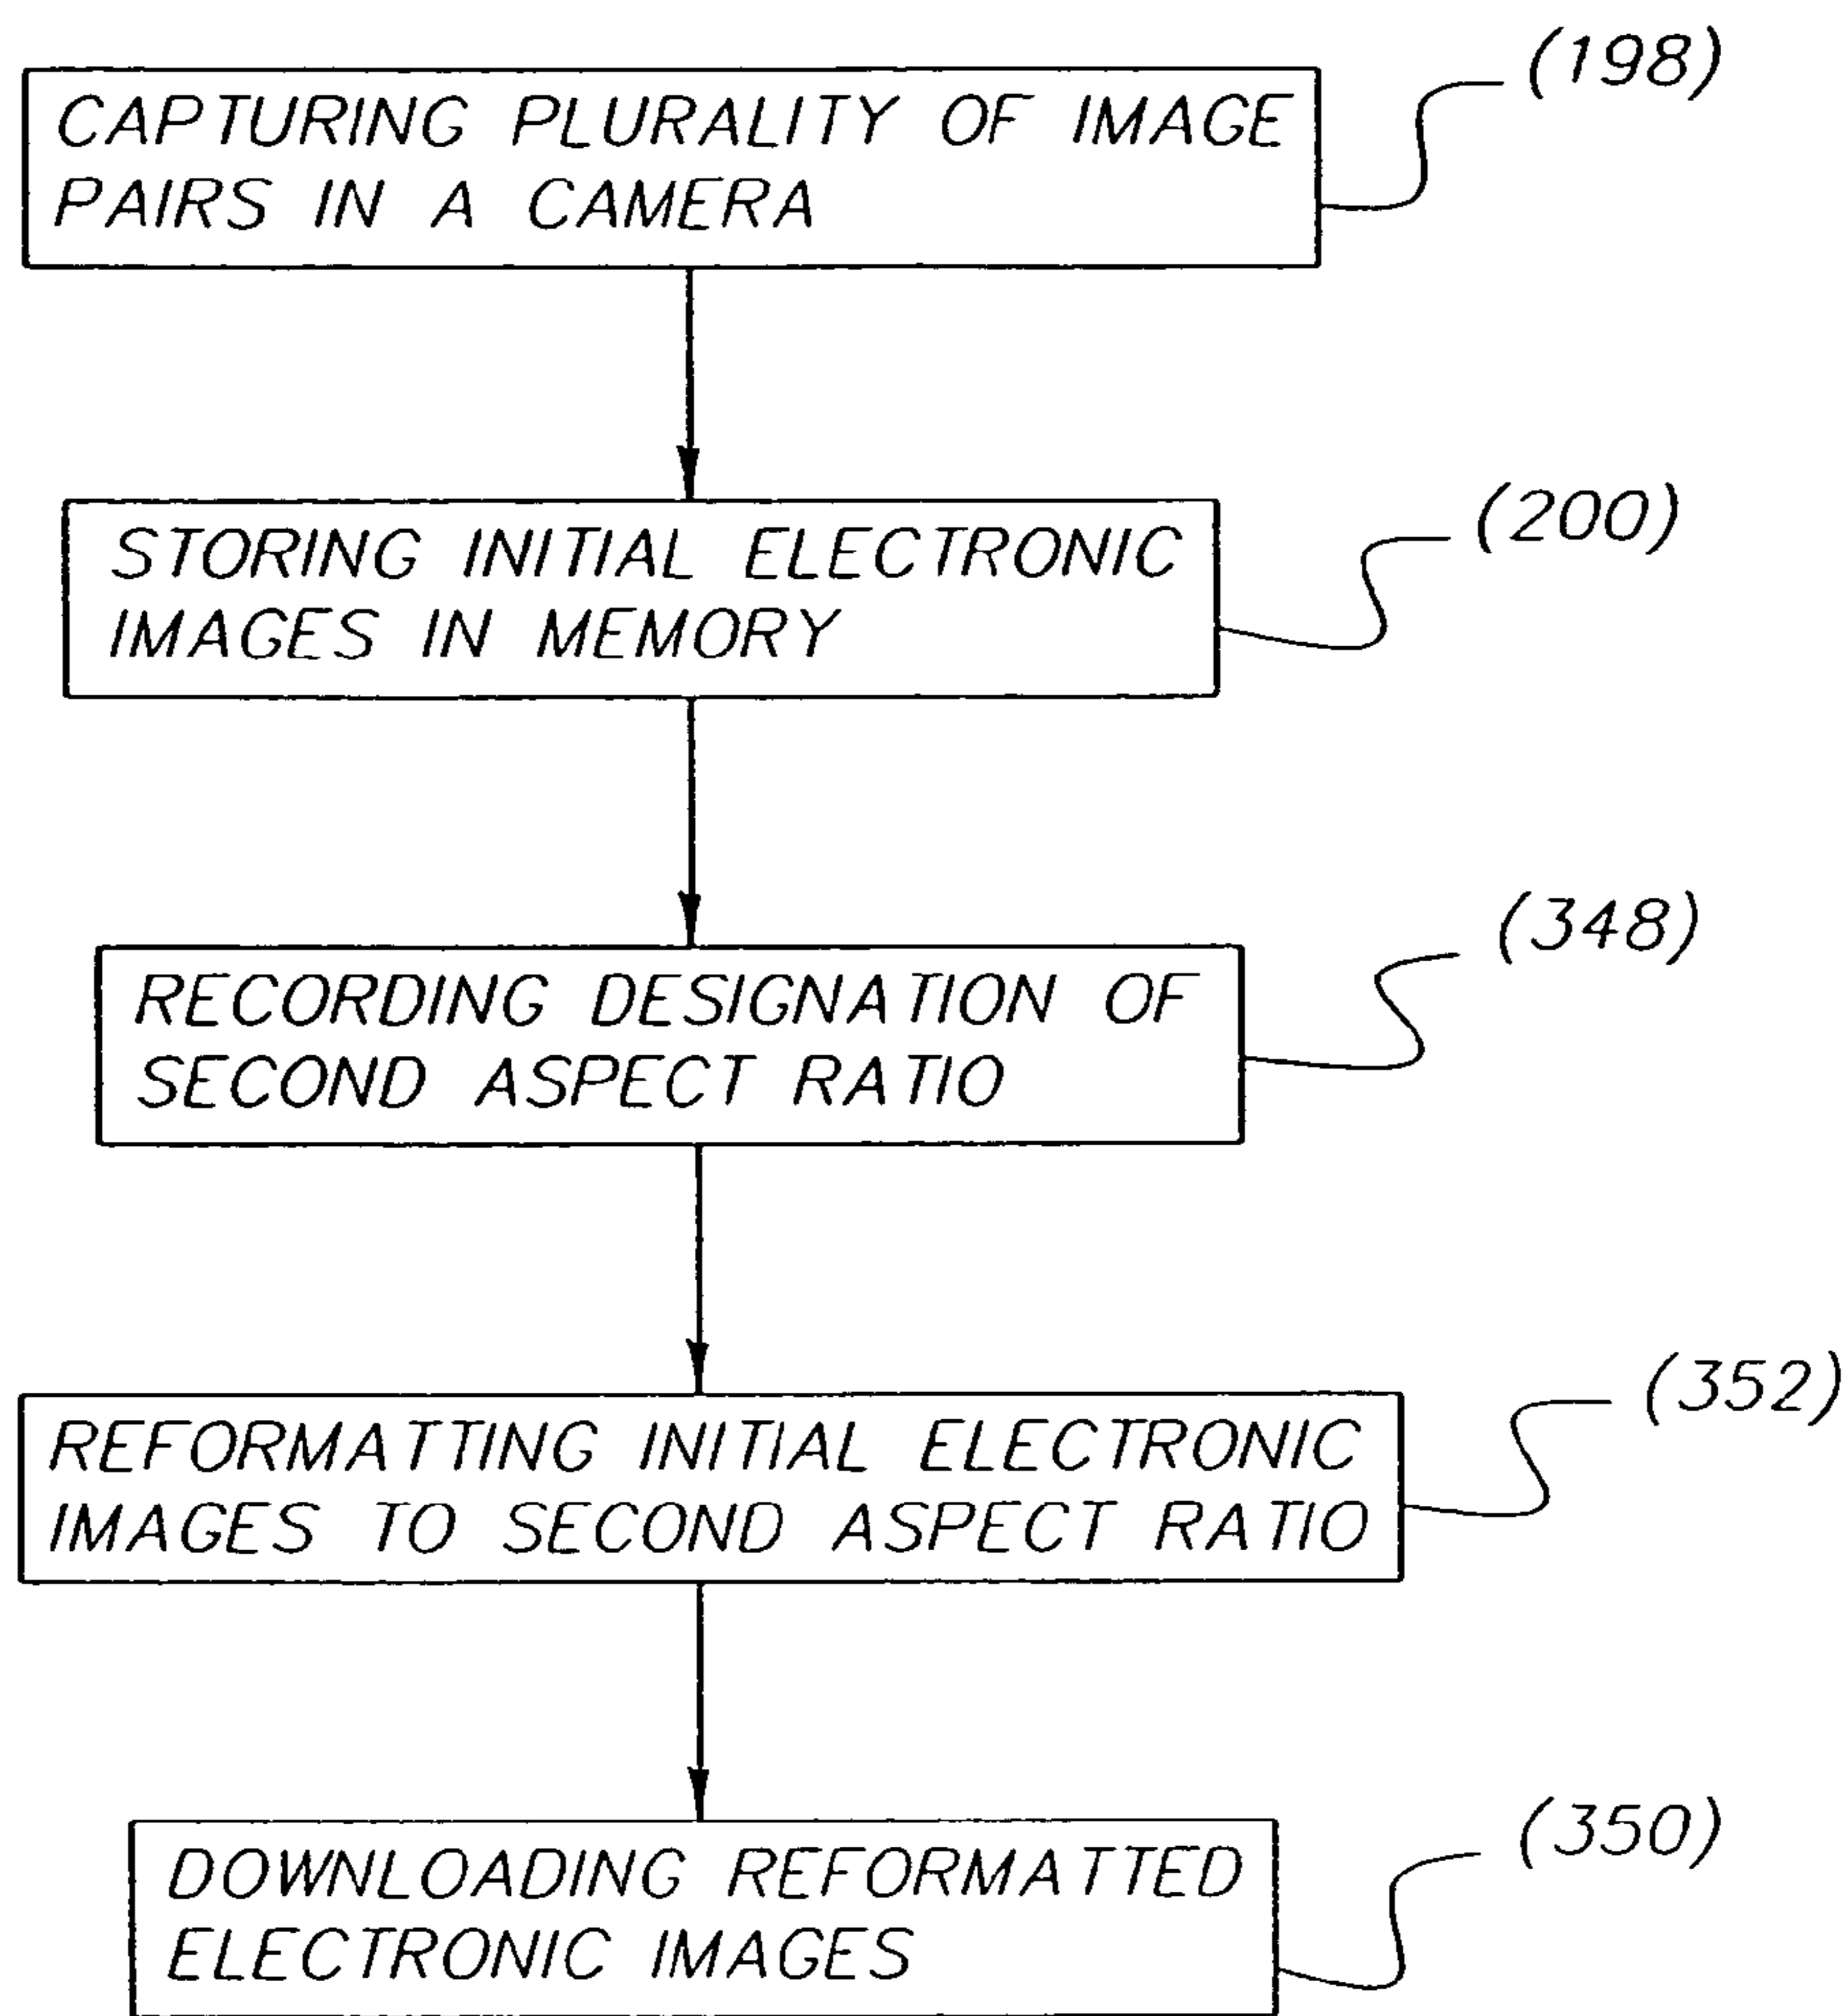 (198)
CAPTURING PLURALITY OF IMAGE
PAIRS IN A CAMERA
(200)
STORING INITIAL ELECTRONIC
IMAGES IN MEMORY
(348)
RECORDING DESIGNATION OF
SECOND ASPECT RATIO
(352)
REFORMATTING INITIAL ELECTRONIC
IMAGES TO SECOND ASPECT RATIO
(350)
DOWNLOADING REFORMATTED
ELECTRONIC IMAGES